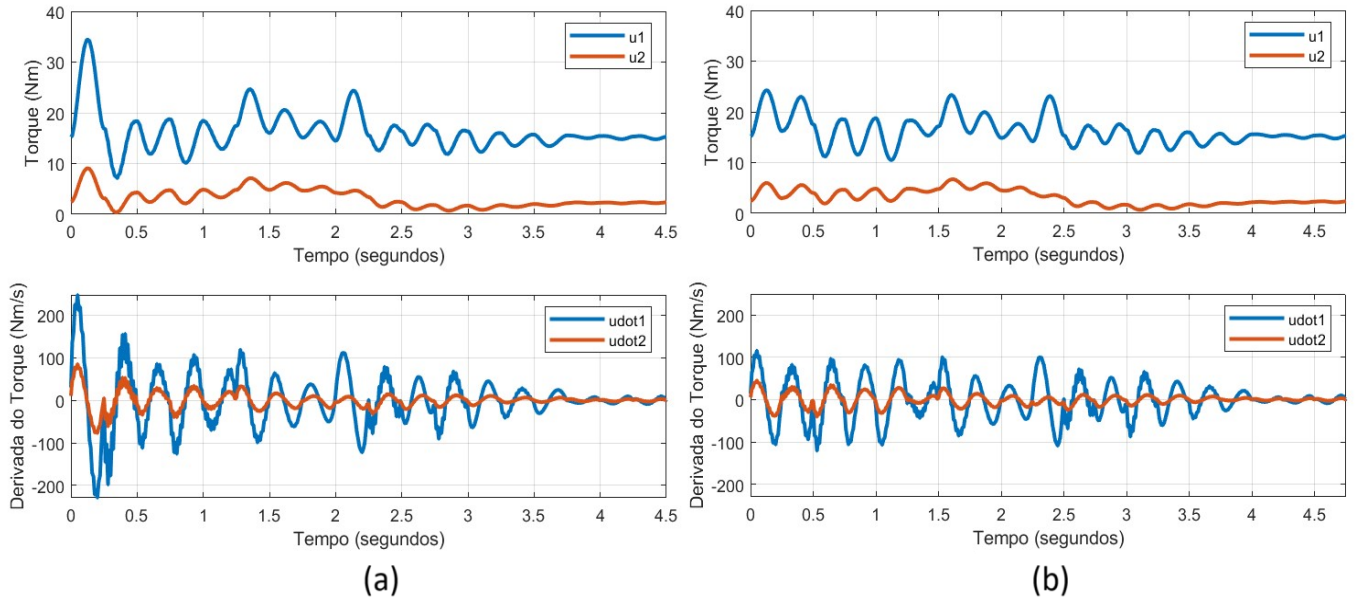 40
30
20
10
0
Torque (Nm)
0 0.5 1 1.5 2 2.5 3 3.5 4 4.5
Tempo (segundos)
u1
u2
200
100
0
-100
-200
Derivada do Torque (Nm/s)
0 0.5 1 1.5 2 2.5 3 3.5 4 4.5
Tempo (segundos)
udot1
udot2
(a)
40
30
20
10
0
Torque (Nm)
0 0.5 1 1.5 2 2.5 3 3.5 4 4.5
Tempo (segundos)
u1
u2
200
100
0
-100
-200
Derivada do Torque (Nm/s)
0 0.5 1 1.5 2 2.5 3 3.5 4 4.5
Tempo (segundos)
udot1
udot2
(b)